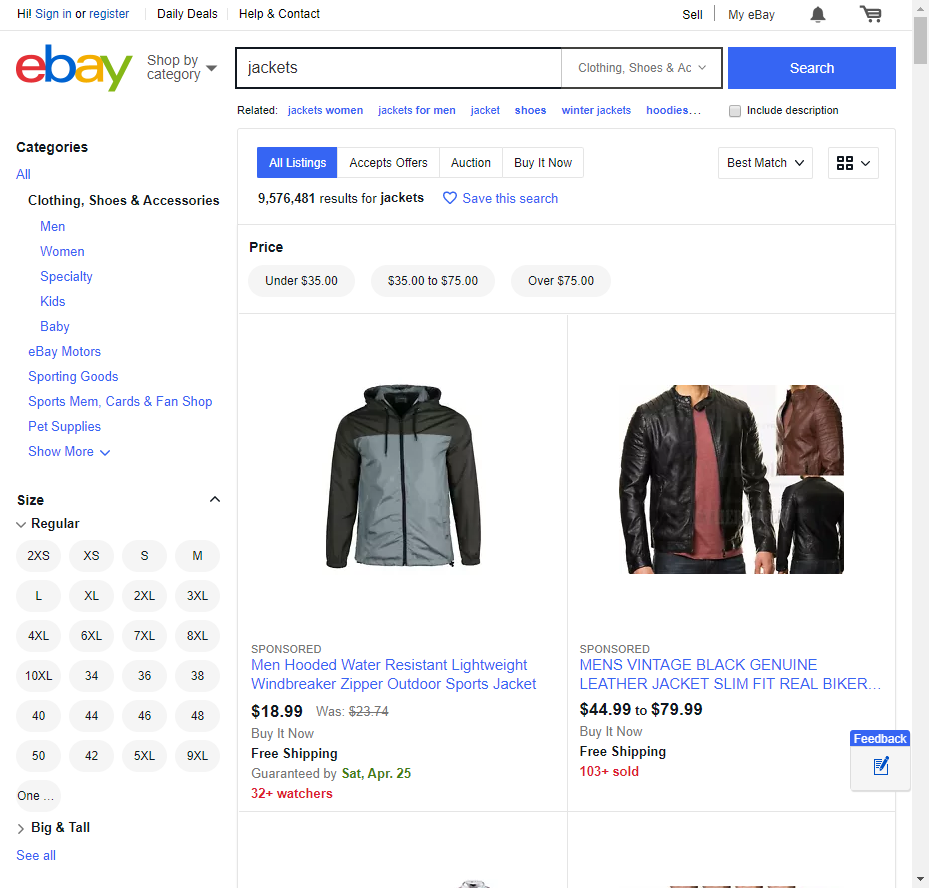 Hi! Sign in or register
Daily Deals
Help & Contact
Sell
My eBay
ebay
Shop by
category
jackets
Clothing, Shoes & Ac
Search
Related: jackets women jackets for men jacket shoes winter jackets hoodies...
Include description
Categories
All
Clothing, Shoes & Accessories
Men
Women
Specialty
Kids
Baby
eBay Motors
Sporting Goods
Sports Mem, Cards & Fan Shop
Pet Supplies
Show More
Size
Regular
2XS XS S M
L XL 2XL 3XL
4XL 6XL 7XL 8XL
10XL 34 36 38
40 44 46 48
50 42 5XL 9XL
One ...
Big & Tall
See all
All Listings
Accepts Offers
Auction
Buy It Now
Best Match
9,576,481 results for jackets
Save this search
Price
Under $35.00
$35.00 to $75.00
Over $75.00
SPONSORED
Men Hooded Water Resistant Lightweight
Windbreaker Zipper Outdoor Sports Jacket
$18.99 Was: $23.74
Buy It Now
Free Shipping
Guaranteed by Sat, Apr. 25
32+ watchers
SPONSORED
MENS VINTAGE BLACK GENUINE
LEATHER JACKET SLIM FIT REAL BIKER...
$44.99 to $79.99
Buy It Now
Free Shipping
103+ sold
Feedback